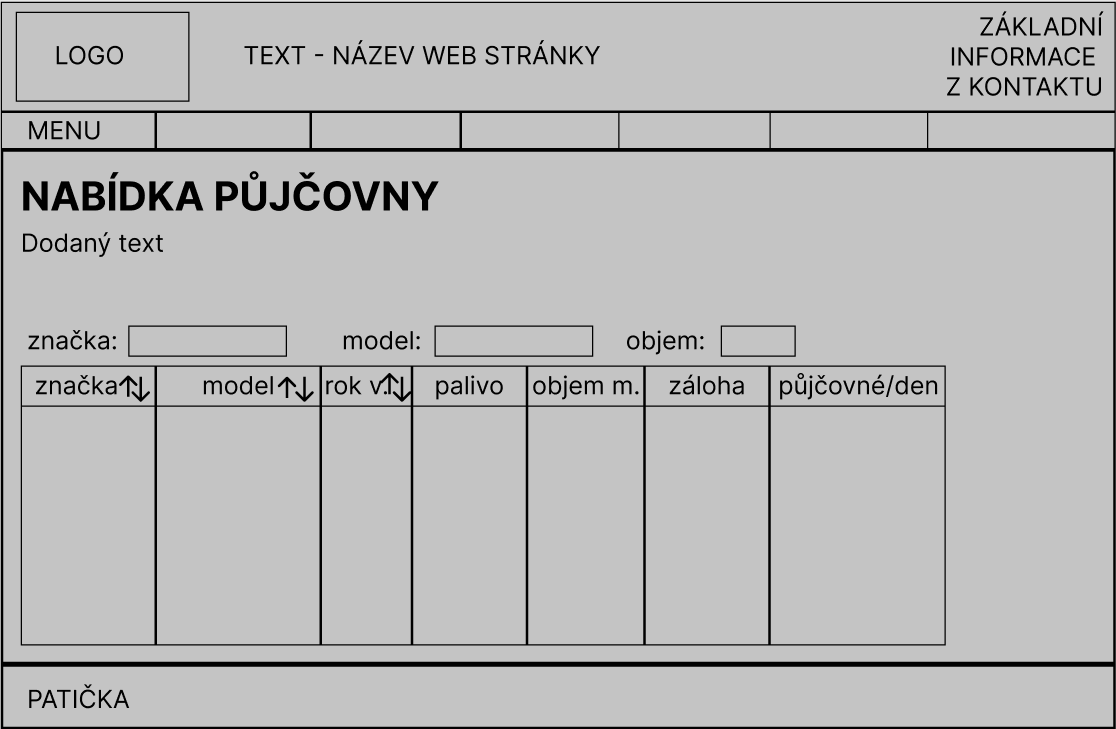 LOGO
TEXT - NÁZEV WEB STRÁNKY
ZÁKLADNÍ
INFORMACE
Z KONTAKTU
MENU
NABÍDKA PŮJČOVNY
Dodaný text
značka: model: objem:
značka↑↓ model↑↓ rok v.↑↓ palivo objem m. záloha půjčovné/den
PATIČKA